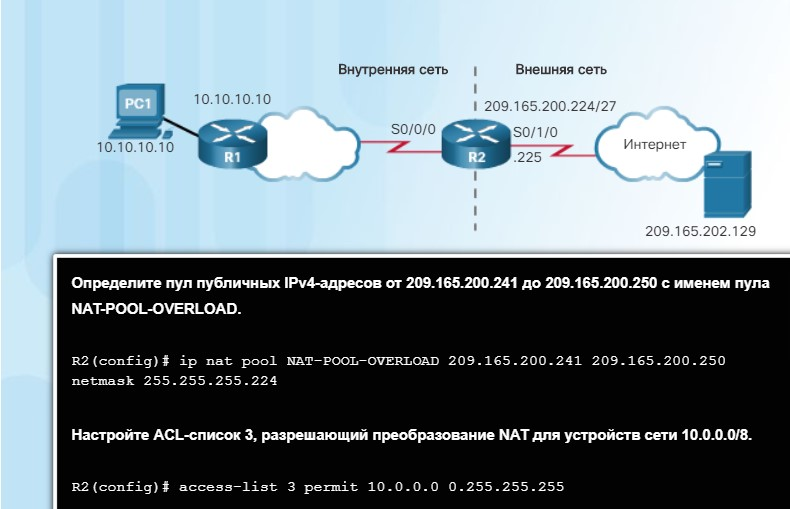 Внутренняя сеть
Внешняя сеть
PC1
10.10.10.10
10.10.10.10
R1
S0/0/0
209.165.200.224/27
R2
S0/1/0
.225
Интернет
209.165.202.129
Определите пул публичных IPv4-адресов от 209.165.200.241 до 209.165.200.250 с именем пула
NAT-POOL-OVERLOAD.
R2(config)# ip nat pool NAT-POOL-OVERLOAD 209.165.200.241 209.165.200.250
netmask 255.255.255.224
Настройте ACL-список 3, разрешающий преобразование NAT для устройств сети 10.0.0.0/8.
R2(config)# access-list 3 permit 10.0.0.0 0.255.255.255